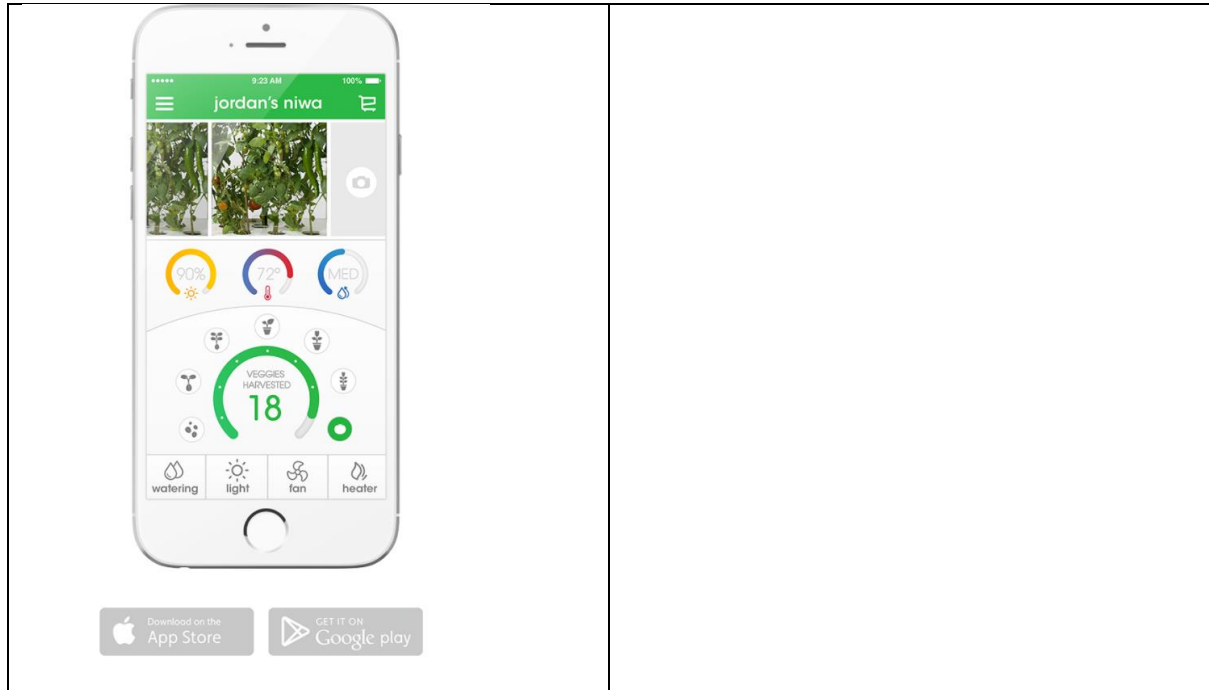 9:23 AM 100%
jordan's niwa
90% 72° MED
VEGGIES
HARVESTED
18
watering light fan heater
Download on the
App Store
GET IT ON
Google play